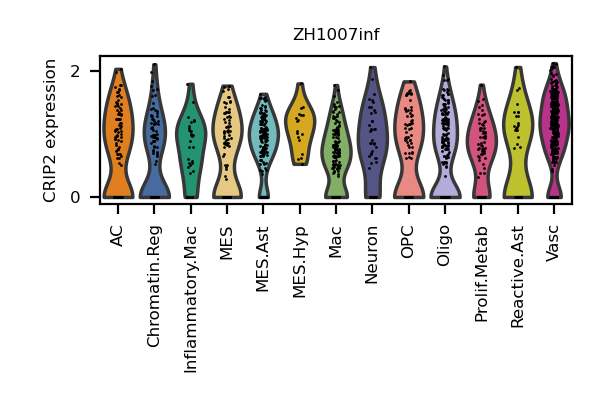 ZH1007inf
CRIP2 expression
2
0
AC
Chromatin.Reg
Inflammatory.Mac
MES
MES.Ast
MES.Hyp
Mac
Neuron
OPC
Oligo
Prolif.Metab
Reactive.Ast
Vasc